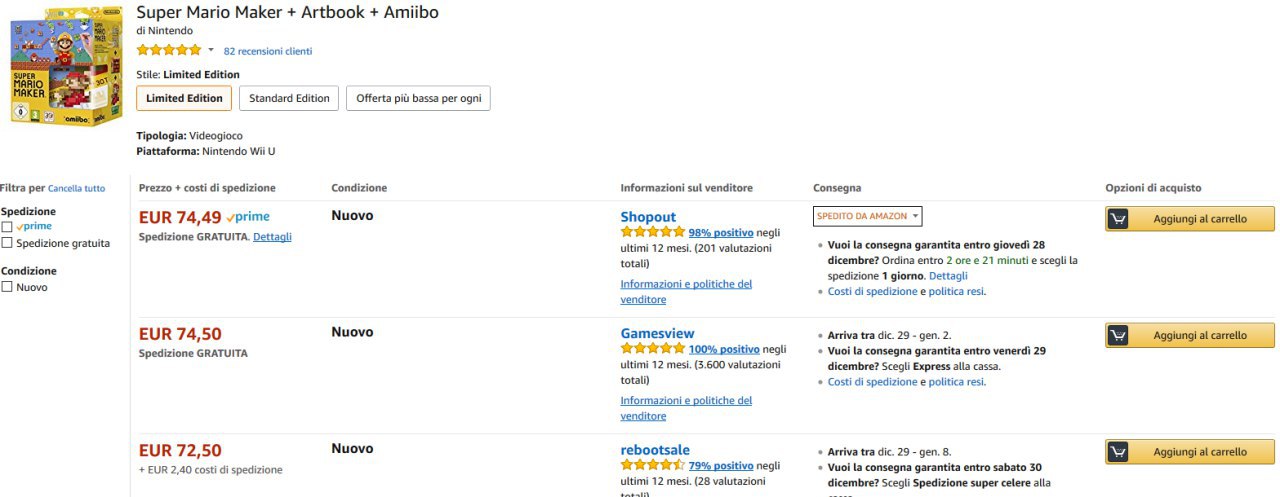 Super Mario Maker + Artbook + Amiibo
di Nintendo
82 recensioni clienti
Stile: Limited Edition
Limited Edition
Standard Edition
Offerta più bassa per ogni
Tipologia: Videogioco
Piattaforma: Nintendo Wii U
SUPER
MARIO
MAKER
amiibo
Filtra per Cancella tutto
Spedizione
prime
Spedizione gratuita
Condizione
Nuovo
Prezzo + costi di spedizione
Condizione
Informazioni sul venditore
Consegna
Opzioni di acquisto
EUR 74,49 prime
Spedizione GRATUITA. Dettagli
Nuovo
Shopout
98% positivo negli
ultimi 12 mesi. (201 valutazioni
totali)
Informazioni e politiche del
venditore
SPEDITO DA AMAZON
Vuoi la consegna garantita entro giovedì 28
dicembre? Ordina entro 2 ore e 21 minuti e scegli la
spedizione 1 giorno. Dettagli
Costi di spedizione e politica resi.
Aggiungi al carrello
EUR 74,50
Spedizione GRATUITA
Nuovo
Gamesview
100% positivo negli
ultimi 12 mesi. (3.600 valutazioni
totali)
Informazioni e politiche del
venditore
Arriva tra dic. 29 - gen. 2.
Vuoi la consegna garantita entro venerdì 29
dicembre? Scegli Express alla cassa.
Costi di spedizione e politica resi.
Aggiungi al carrello
EUR 72,50
+ EUR 2,40 costi di spedizione
Nuovo
rebootsale
79% positivo negli
ultimi 12 mesi. (28 valutazioni
totali)
Arriva tra dic. 29 - gen. 8.
Vuoi la consegna garantita entro sabato 30
dicembre? Scegli Spedizione super celere alla
Aggiungi al carrello